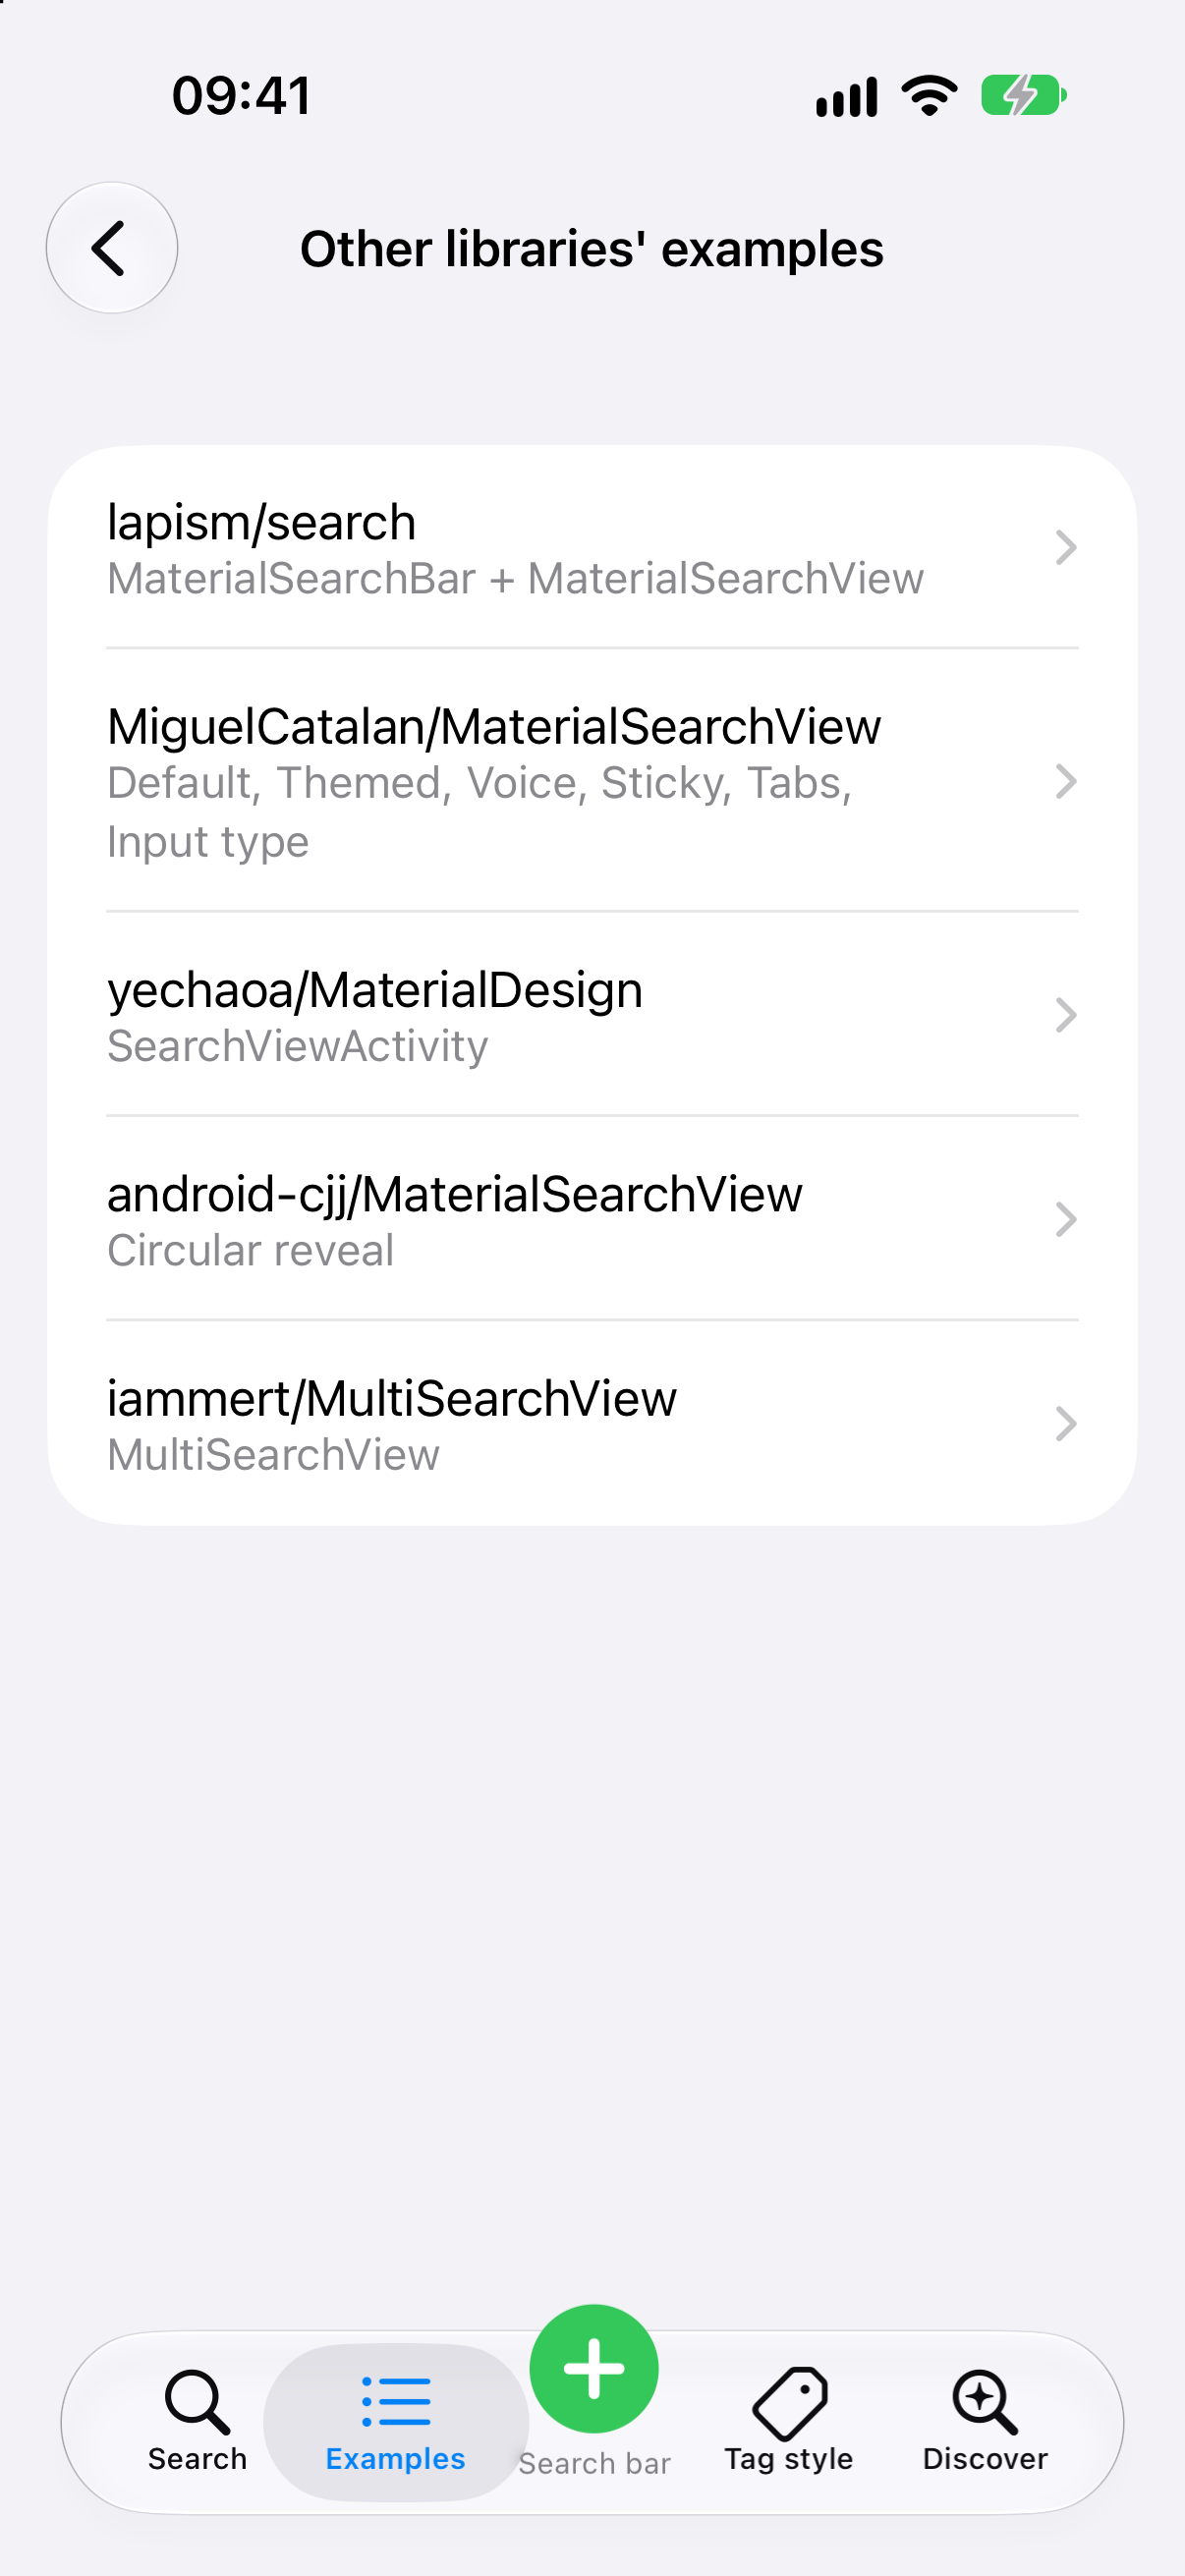 09:41
Other libraries' examples
lapism/search
MaterialSearchBar + MaterialSearchView
MiguelCatalan/MaterialSearchView
Default, Themed, Voice, Sticky, Tabs,
Input type
yechaoa/MaterialDesign
SearchViewActivity
android-cjj/MaterialSearchView
Circular reveal
iammert/MultiSearchView
MultiSearchView
Search
Examples
Search bar
Tag style
Discover